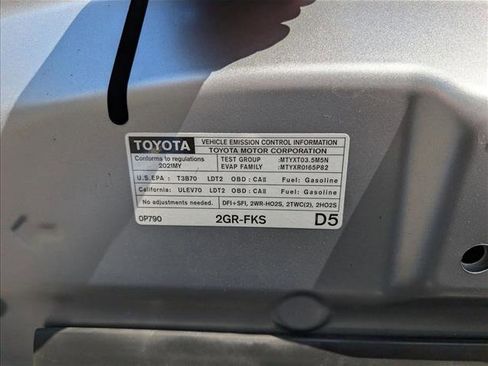 TOYOTA VEHICLE EMISSION CONTROL INFORMATION
TOYOTA MOTOR CORPORATION
Conforms to regulations 2021MY
TEST GROUP :MTYXT03.5M5N
EVAP FAMILY :MTYXR0165P82
U.S.EPA : T3B70 LDT2 OBD : CAII Fuel: Gasoline
California: ULEV70 LDT2 OBD : CAII Fuel: Gasoline
No adjustments needed. DFI+SFI, 2WR-HO2S, 2TWC(2), 2HO2S
0P790 2GR-FKS D5